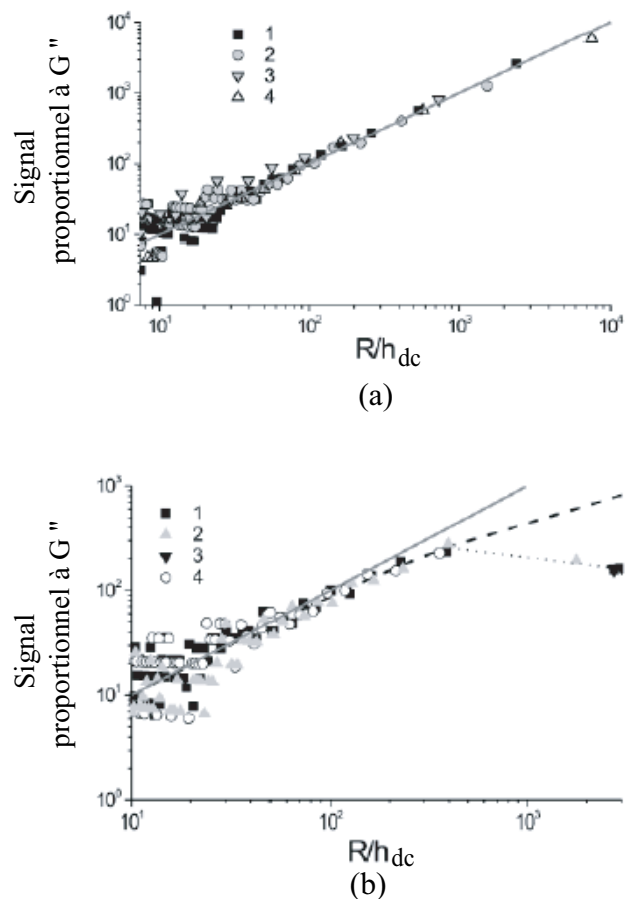 Signal
proportionnel à G "
10⁴
10³
10²
10¹
10⁰
1
2
3
4
10¹ 10² 10³ 10⁴
R/h_dc
(a)
Signal
proportionnel à G "
10³
10²
10¹
10⁰
1
2
3
4
10¹ 10² 10³
R/h_dc
(b)